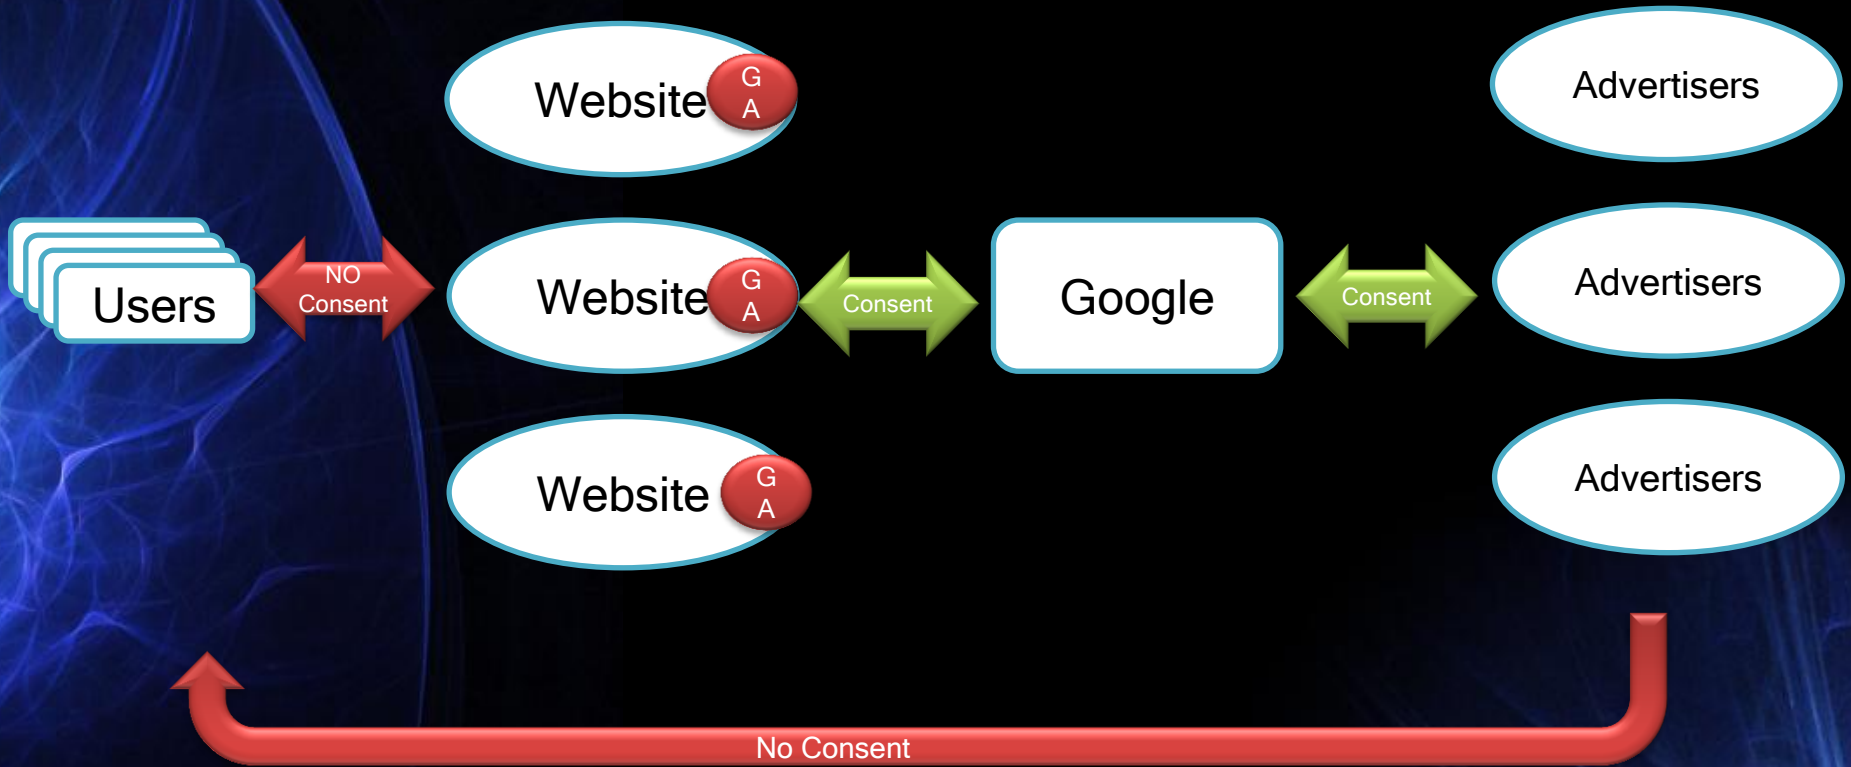 Website
G
A
Advertisers
Users
NO
Consent
Website
G
A
Consent
Google
Consent
Advertisers
Website
G
A
Advertisers
No Consent